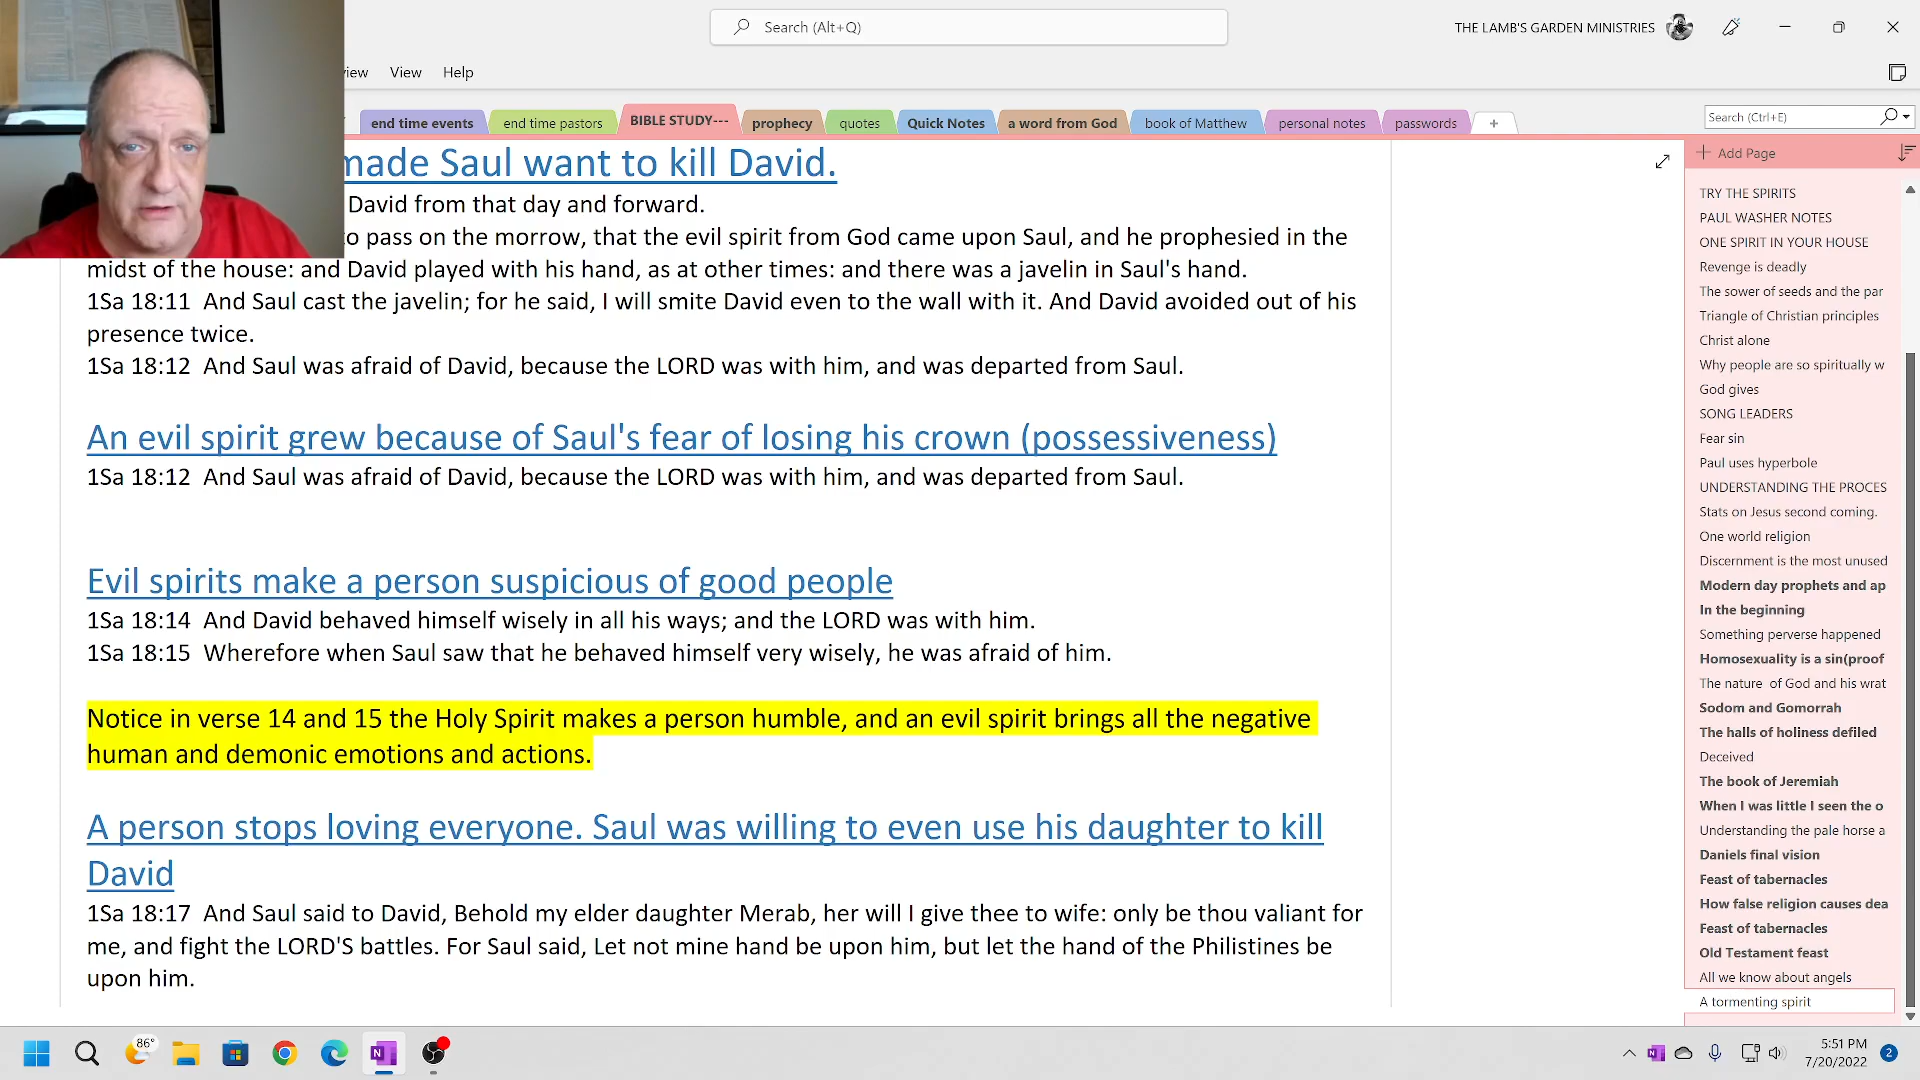 Search (Alt+Q)
THE LAMB'S GARDEN MINISTRIES
View
Help
end time events
end time pastors
BIBLE STUDY---
prophecy
quotes
Quick Notes
a word from God
book of Matthew
personal notes
passwords
Search (Ctrl+E)
made Saul want to kill David.
David from that day and forward.
to pass on the morrow, that the evil spirit from God came upon Saul, and he prophesied in the
midst of the house: and David played with his hand, as at other times: and there was a javelin in Saul's hand.
1Sa 18:11 And Saul cast the javelin; for he said, I will smite David even to the wall with it. And David avoided out of his
presence twice.
1Sa 18:12 And Saul was afraid of David, because the LORD was with him, and was departed from Saul.
An evil spirit grew because of Saul's fear of losing his crown (possessiveness)
1Sa 18:12 And Saul was afraid of David, because the LORD was with him, and was departed from Saul.
Evil spirits make a person suspicious of good people
1Sa 18:14 And David behaved himself wisely in all his ways; and the LORD was with him.
1Sa 18:15 Wherefore when Saul saw that he behaved himself very wisely, he was afraid of him.
Notice in verse 14 and 15 the Holy Spirit makes a person humble, and an evil spirit brings all the negative
human and demonic emotions and actions.
A person stops loving everyone. Saul was willing to even use his daughter to kill
David
1Sa 18:17 And Saul said to David, Behold my elder daughter Merab, her will I give thee to wife: only be thou valiant for
me, and fight the LORD'S battles. For Saul said, Let not mine hand be upon him, but let the hand of the Philistines be
upon him.
Add Page
TRY THE SPIRITS
PAUL WASHER NOTES
ONE SPIRIT IN YOUR HOUSE
Revenge is deadly
The sower of seeds and the par
Triangle of Christian principles
Christ alone
Why people are so spiritually w
God gives
SONG LEADERS
Fear sin
Paul uses hyperbole
UNDERSTANDING THE PROCES
Stats on Jesus second coming.
One world religion
Discernment is the most unused
Modern day prophets and ap
In the beginning
Something perverse happened
Homosexuality is a sin(proof
The nature of God and his wrat
Sodom and Gomorrah
The halls of holiness defiled
Deceived
The book of Jeremiah
When I was little I seen the o
Understanding the pale horse a
Daniels final vision
Feast of tabernacles
How false religion causes dea
Feast of tabernacles
Old Testament feast
All we know about angels
A tormenting spirit
86°
5:51 PM
7/20/2022
2